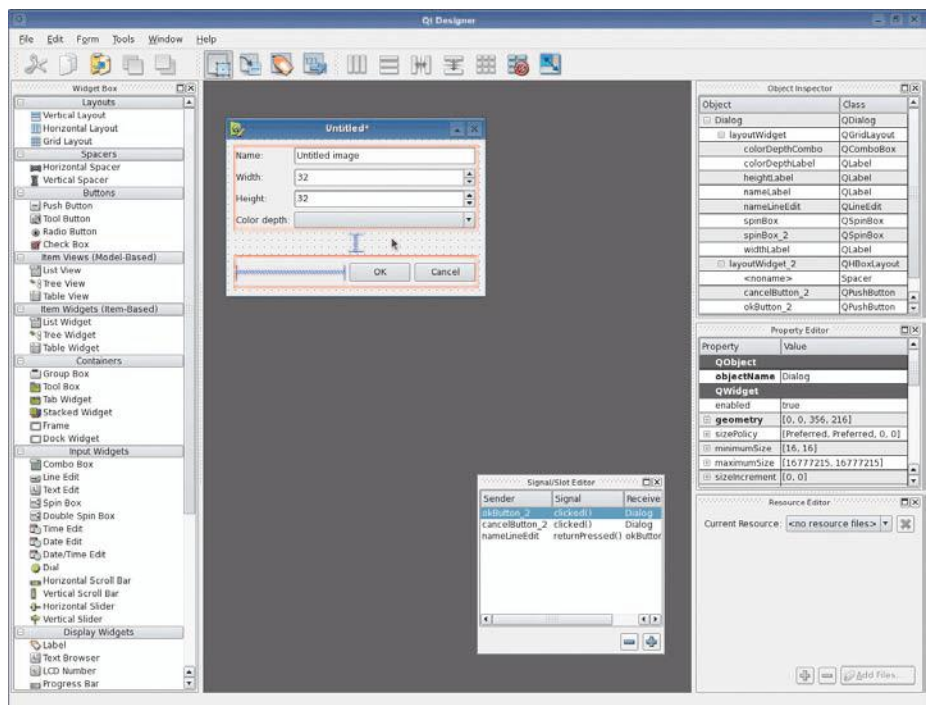 Qt Designer
File Edit Form Tools Window Help
Widget Box
Layouts
Vertical Layout
Horizontal Layout
Grid Layout
Spacers
Horizontal Spacer
Vertical Spacer
Buttons
Push Button
Tool Button
Radio Button
Check Box
Item Views (Model-Based)
List View
Tree View
Table View
Item Widgets (Item-Based)
List Widget
Tree Widget
Table Widget
Containers
Group Box
Tool Box
Tab Widget
Stacked Widget
Frame
Dock Widget
Input Widgets
Combo Box
Line Edit
Text Edit
Spin Box
Double Spin Box
Time Edit
Date Edit
Date/Time Edit
Dial
Horizontal Scroll Bar
Vertical Scroll Bar
Horizontal Slider
Vertical Slider
Display Widgets
Label
Text Browser
LCD Number
Progress Bar
Untitled*
Name: Untitled image
Width: 32
Height: 32
Color depth:
OK Cancel
Signal/Slot Editor
Sender Signal Receive
okButton_2 clicked() Dialog
cancelButton_2 clicked() Dialog
nameLineEdit returnPressed() okButtor
Object Inspector
Object Class
Dialog QDialog
layoutWidget QGridLayout
colorDepthCombo QComboBox
colorDepthLabel QLabel
heightLabel QLabel
nameLabel QLabel
nameLineEdit QLineEdit
spinBox QSpinBox
spinBox_2 QSpinBox
widthLabel QLabel
layoutWidget_2 QHBoxLayout
<noname> Spacer
cancelButton_2 QPushButton
okButton_2 QPushButton
Property Editor
Property Value
QObject
objectName Dialog
QWidget
enabled true
geometry [0, 0, 356, 216]
sizePolicy [Preferred, Preferred, 0, 0]
minimumSize [16, 16]
maximumSize [16777215, 16777215]
sizeIncrement [0, 0]
Resource Editor
Current Resource: <no resource files>
Add Files...